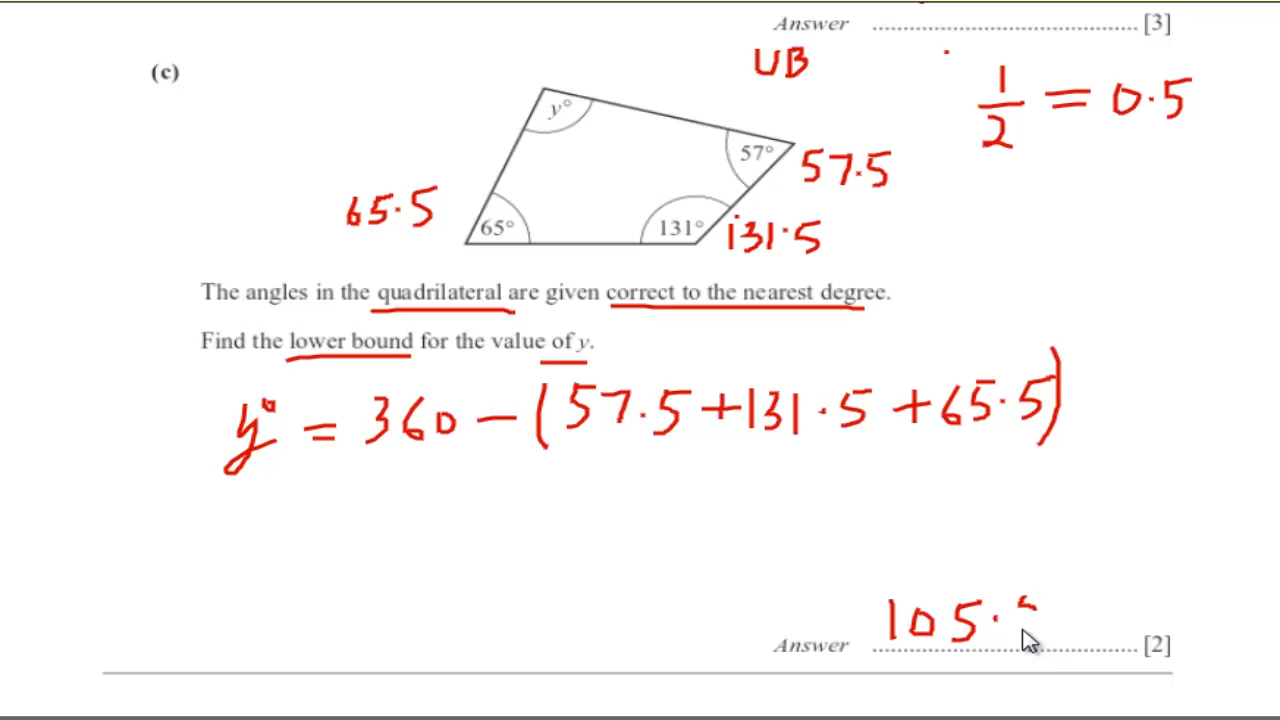 Answer ............................................ [3]
(c)
UB
1/2 = 0.5
y°
57°
57.5
65.5
65°
131°
131.5
The angles in the quadrilateral are given correct to the nearest degree.
Find the lower bound for the value of y.
y° = 360 – (57.5 + 131.5 + 65.5)
105.
Answer ............................................ [2]